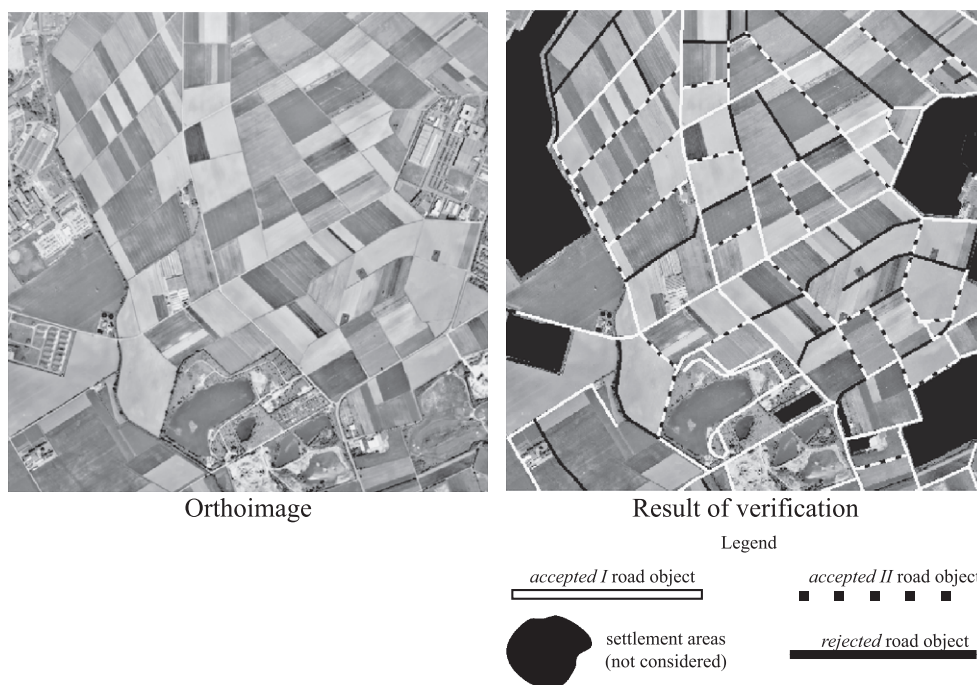 Orthoimage
Result of verification
Legend
accepted I road object
accepted II road object
settlement areas
(not considered)
rejected road object